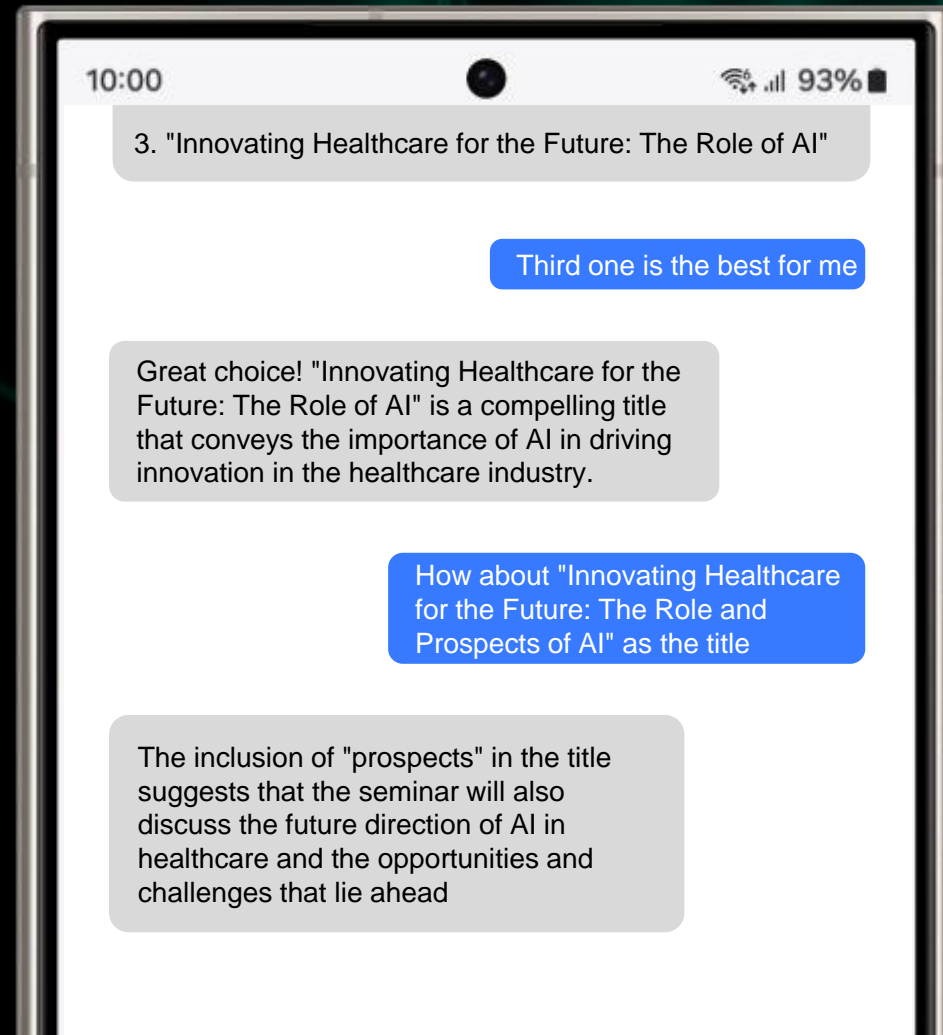 10:00
93%
3. "Innovating Healthcare for the Future: The Role of AI"
Third one is the best for me
Great choice! "Innovating Healthcare for the
Future: The Role of AI" is a compelling title
that conveys the importance of AI in driving
innovation in the healthcare industry.
How about "Innovating Healthcare
for the Future: The Role and
Prospects of AI" as the title
The inclusion of "prospects" in the title
suggests that the seminar will also
discuss the future direction of AI in
healthcare and the opportunities and
challenges that lie ahead